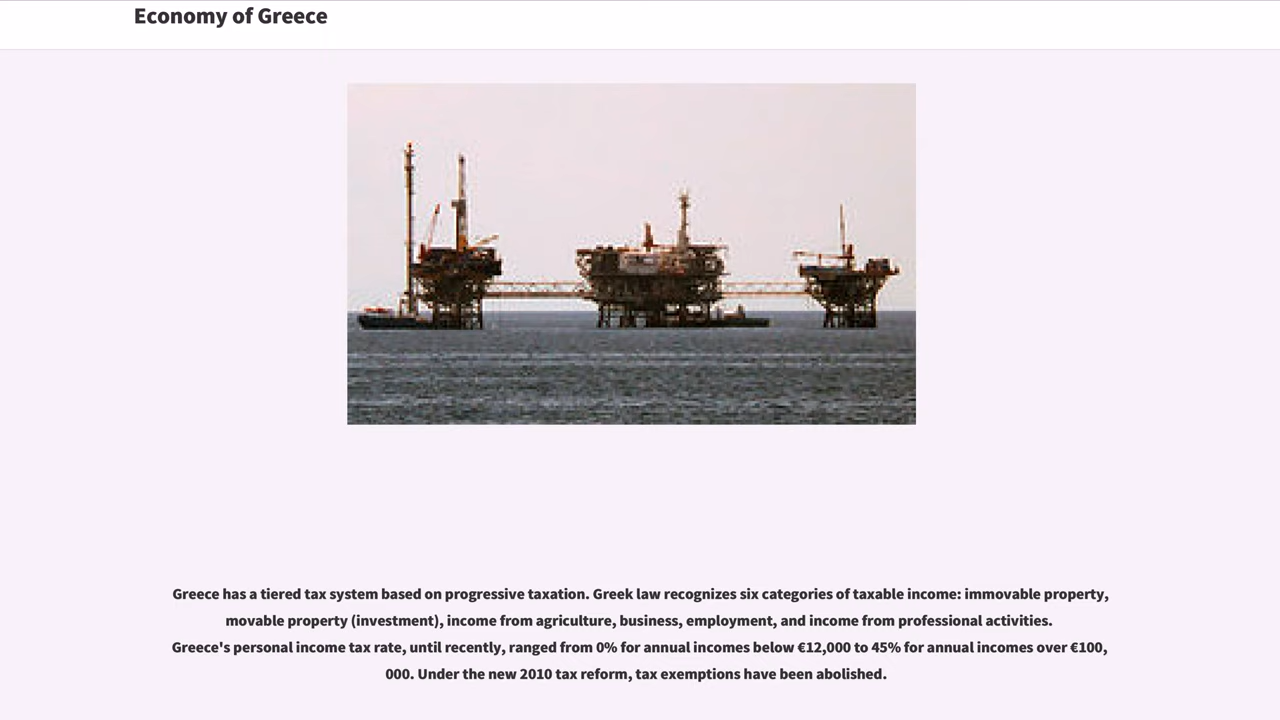 Economy of Greece
Greece has a tiered tax system based on progressive taxation. Greek law recognizes six categories of taxable income: immovable property,
movable property (investment), income from agriculture, business, employment, and income from professional activities.
Greece's personal income tax rate, until recently, ranged from 0% for annual incomes below €12,000 to 45% for annual incomes over €100,
000. Under the new 2010 tax reform, tax exemptions have been abolished.